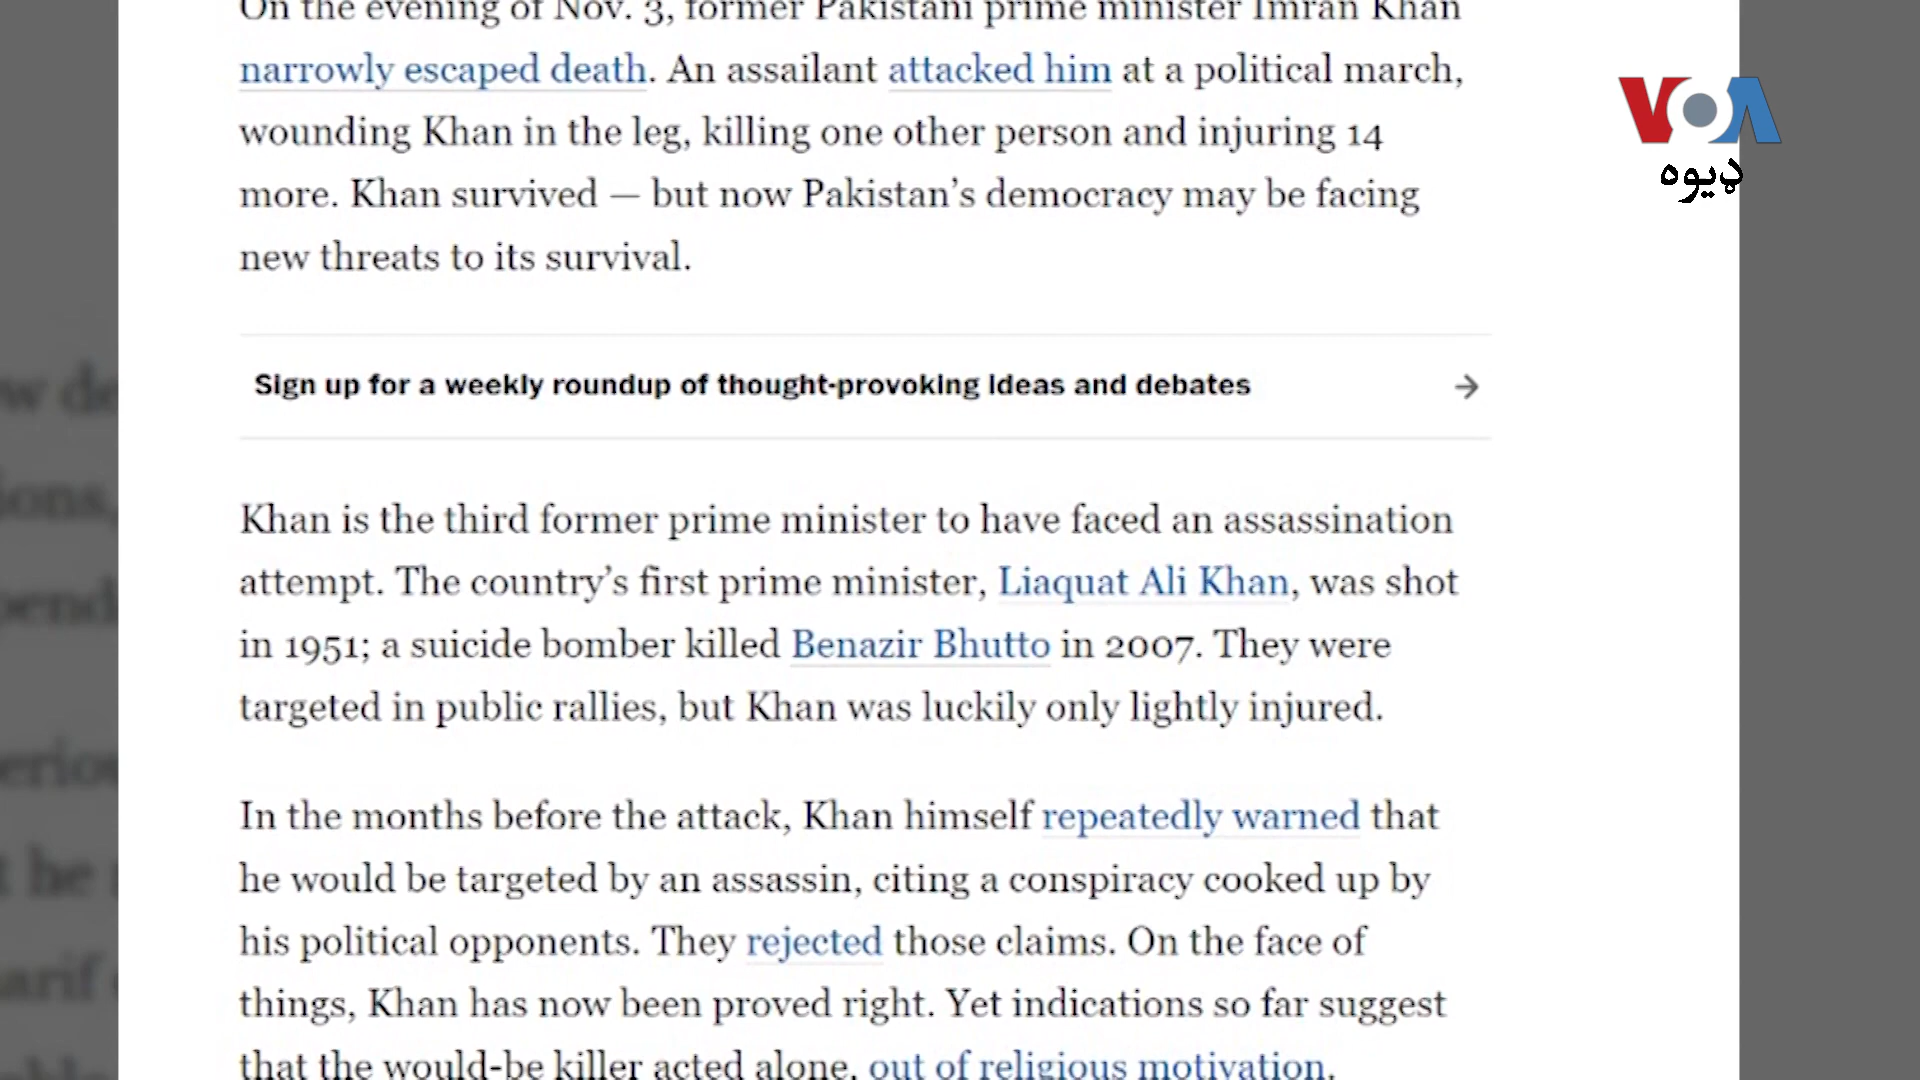 On the evening of Nov. 3, former Pakistani prime minister Imran Khan
narrowly escaped death. An assailant attacked him at a political march,
wounding Khan in the leg, killing one other person and injuring 14
more. Khan survived — but now Pakistan’s democracy may be facing
new threats to its survival.
VOA
ډیوه
Sign up for a weekly roundup of thought-provoking ideas and debates
Khan is the third former prime minister to have faced an assassination
attempt. The country’s first prime minister, Liaquat Ali Khan, was shot
in 1951; a suicide bomber killed Benazir Bhutto in 2007. They were
targeted in public rallies, but Khan was luckily only lightly injured.
In the months before the attack, Khan himself repeatedly warned that
he would be targeted by an assassin, citing a conspiracy cooked up by
his political opponents. They rejected those claims. On the face of
things, Khan has now been proved right. Yet indications so far suggest
that the would-be killer acted alone, out of religious motivation.